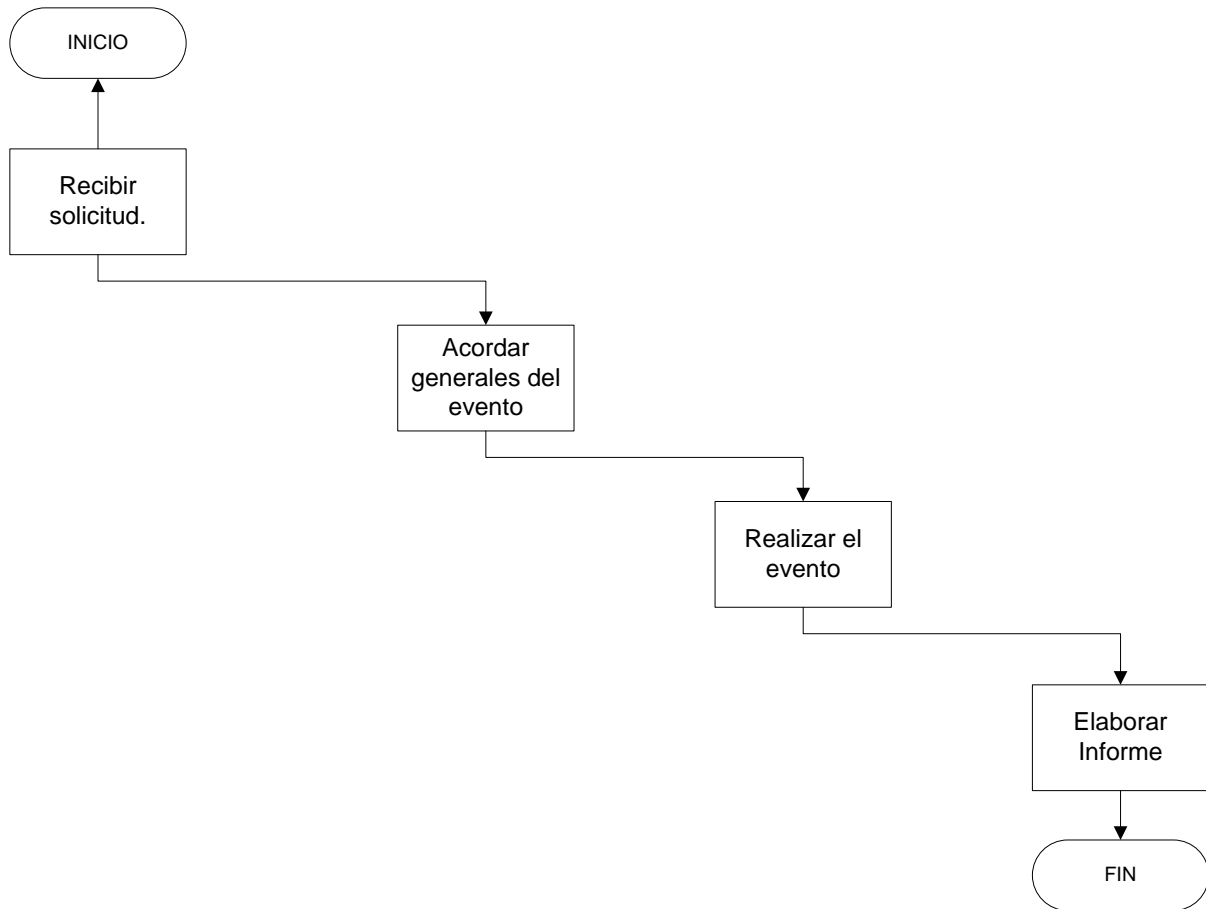 INICIO
Recibir
solicitud.
Acordar
generales del
evento
Realizar el
evento
Elaborar
Informe
FIN